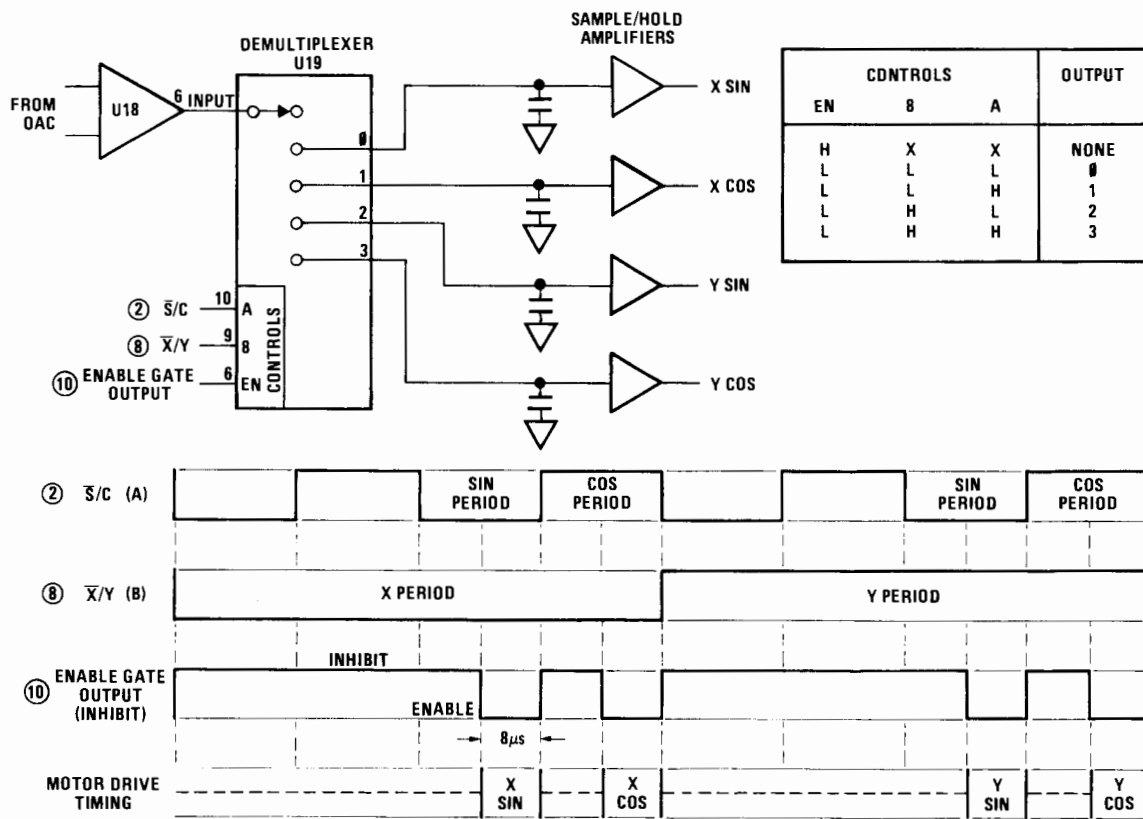 SAMPLE/HOLD
AMPLIFIERS
DEMULTIPLEXER
U19
FROM
OAC
U18
6 INPUT
0
1
2
3
X SIN
X COS
Y SIN
Y COS
② S̅/C
10
A
⑧ X̅/Y
9
8
⑩ ENABLE GATE
OUTPUT
6
EN
CONTROLS
CDNTROLS OUTPUT
EN 8 A
H X X NONE
L L L 0
L L H 1
L H L 2
L H H 3
② S̅/C (A)
SIN
PERIOD
COS
PERIOD
SIN
PERIOD
COS
PERIOD
⑧ X̅/Y (B)
X PERIOD
Y PERIOD
⑩ ENABLE GATE
OUTPUT
(INHIBIT)
INHIBIT
ENABLE
8µs
MOTOR DRIVE
TIMING
X
SIN
X
COS
Y
SIN
Y
COS